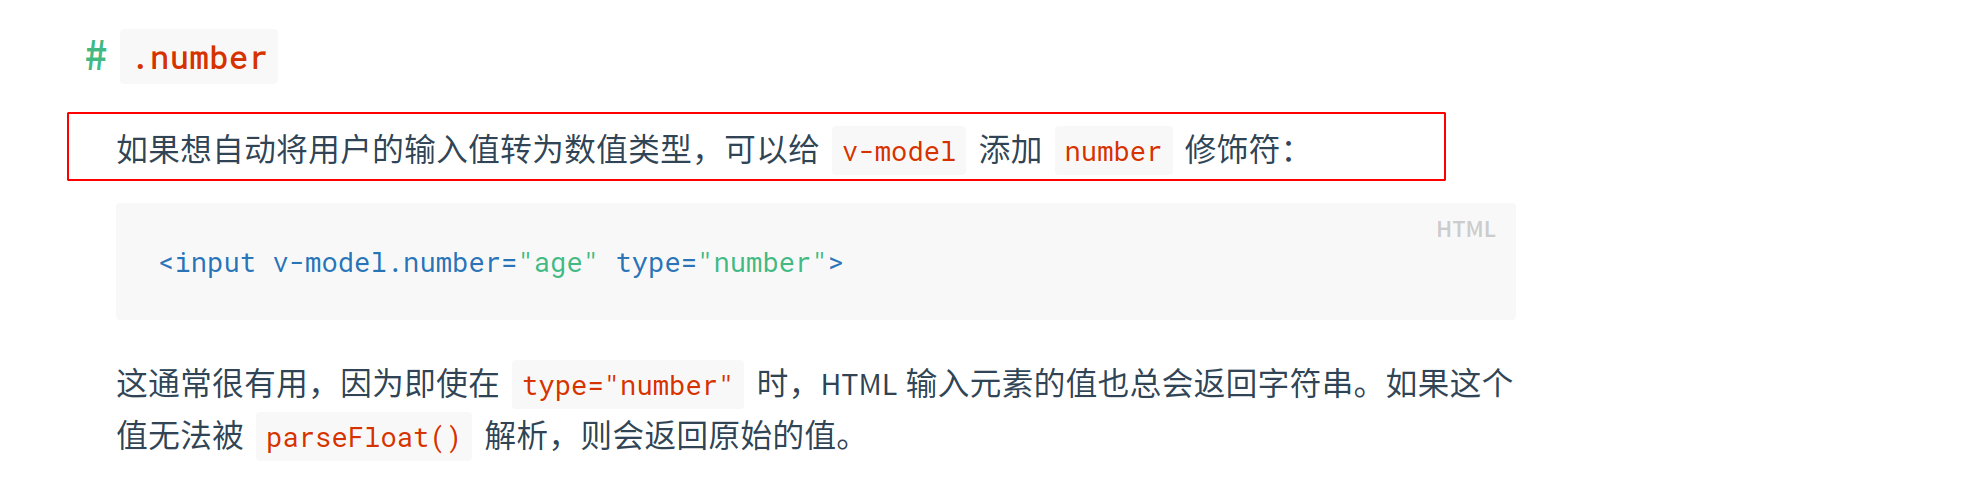 # .number
如果想自动将用户的输入值转为数值类型，可以给 v-model 添加 number 修饰符：
HTML
<input v-model.number="age" type="number">
这通常很有用，因为即使在 type="number" 时，HTML 输入元素的值也总会返回字符串。如果这个
值无法被 parseFloat() 解析，则会返回原始的值。